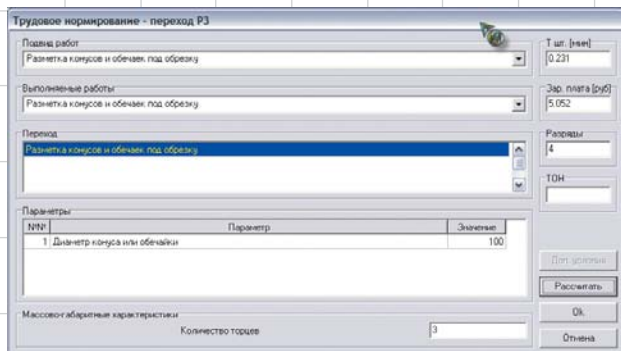 Трудовое нормирование - переход РЗ
Подвид работ
Разметка конусов и обечаек под обрезку
Т шт. [мин]
0.231
Выполняемые работы
Разметка конусов и обечаек под обрезку
Зар. плата [руб]
5.052
Переход
Разметка конусов и обечаек под обрезку
Разряды
4
ТОН
Параметры
№№ Параметр Значение
1 Диаметр конуса или обечайки 100
Доп. условия
Рассчитать
Массово-габаритные характеристики
Количество торцев 3
Ok
Отмена